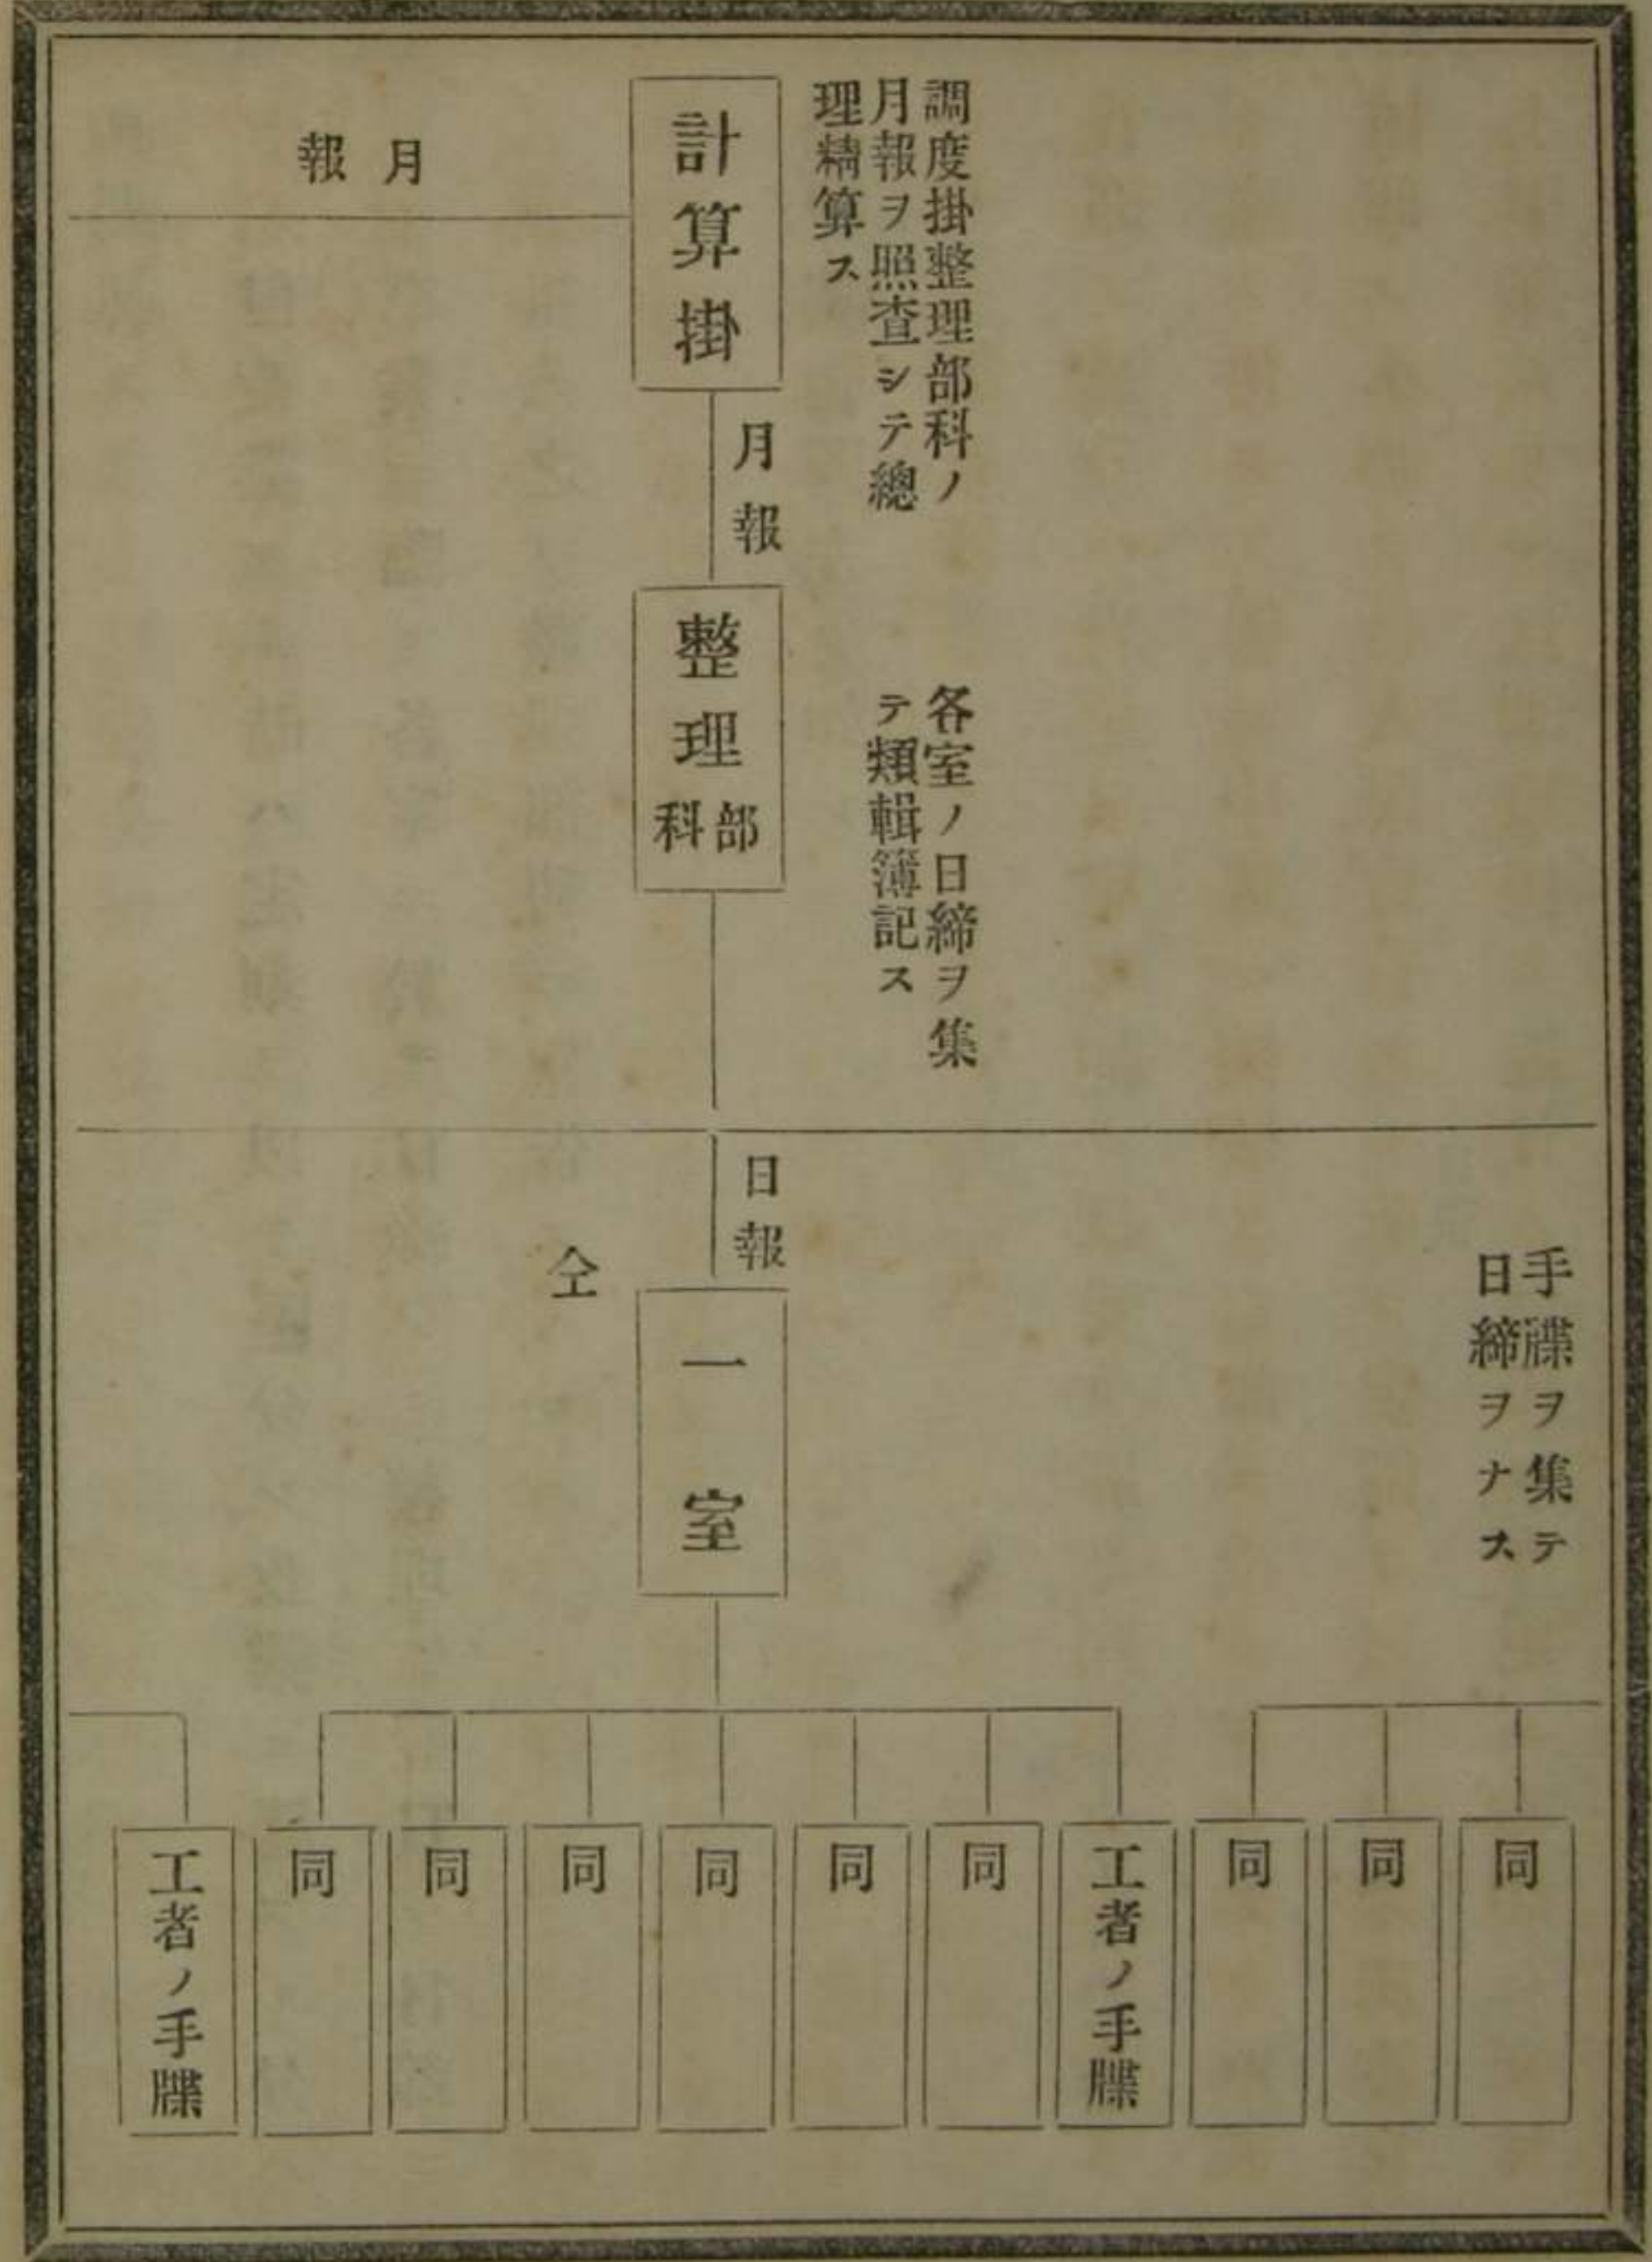 調度掛整理部科ノ
月報ヲ照査シテ總
理精算ス
計算掛
月報
月報
各室ノ日締ヲ集
テ類輯簿記ス
整理部科
日報
手牒ヲ集テ
日締ヲナス
一室
仝
同
同
同
工者ノ手牒
同
同
同
同
同
同
工者ノ手牒